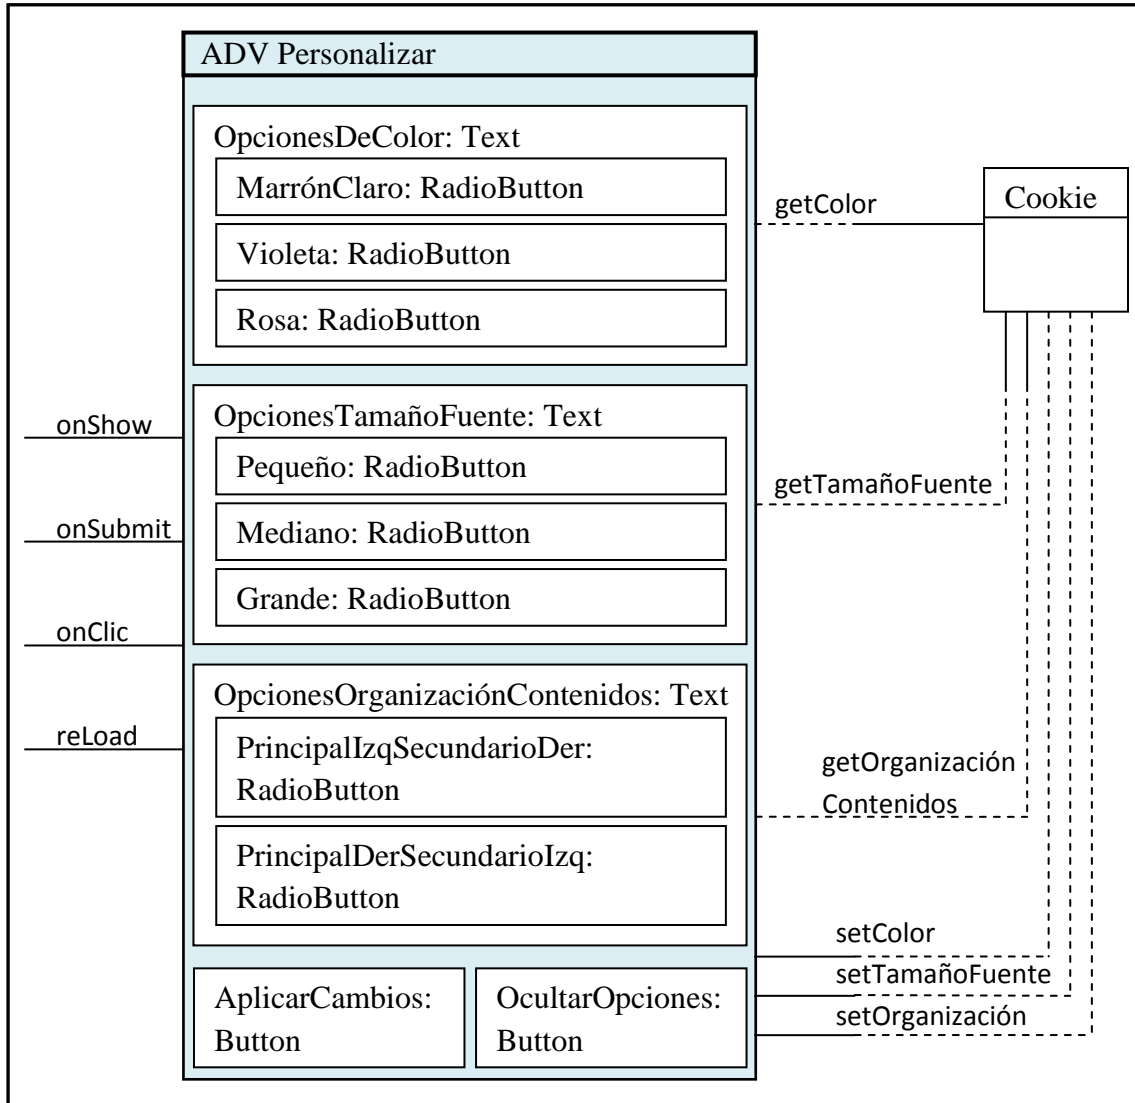 ADV Personalizar
OpcionesDeColor: Text
MarrónClaro: RadioButton
Violeta: RadioButton
Rosa: RadioButton
getColor
Cookie
OpcionesTamañoFuente: Text
Pequeño: RadioButton
Mediano: RadioButton
Grande: RadioButton
onShow
onSubmit
onClic
reLoad
getTamañoFuente
OpcionesOrganizaciónContenidos: Text
PrincipalIzqSecundarioDer:
RadioButton
PrincipalDerSecundarioIzq:
RadioButton
getOrganización
Contenidos
AplicarCambios:
Button
OcultarOpciones:
Button
setColor
setTamañoFuente
setOrganización